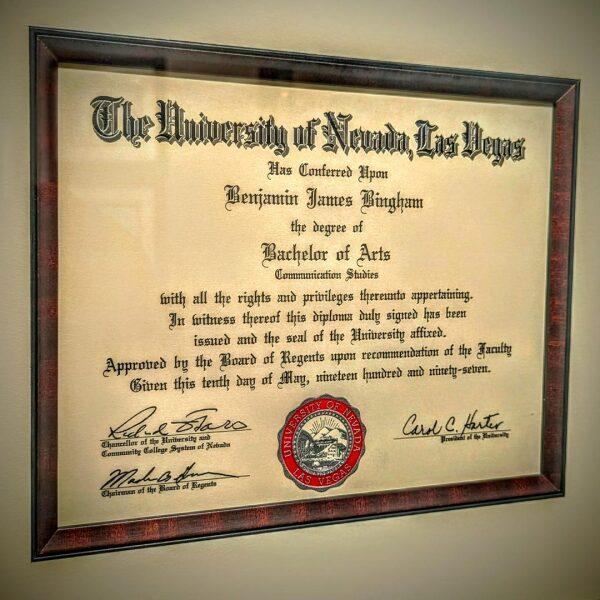 The University of Nevada, Las Vegas
Has Conferred Upon
Benjamin James Bingham
the degree of
Bachelor of Arts
Communication Studies
with all the rights and privileges thereunto appertaining.
In witness thereof this diploma duly signed has been
issued and the seal of the University affixed.
Approved by the Board of Regents upon recommendation of the Faculty
Given this tenth day of May, nineteen hundred and ninety-seven.
Chancellor of the University and
Community College System of Nevada
Chairman of the Board of Regents
UNIVERSITY OF NEVADA
LAS VEGAS
Carol C. Harter
President of the University